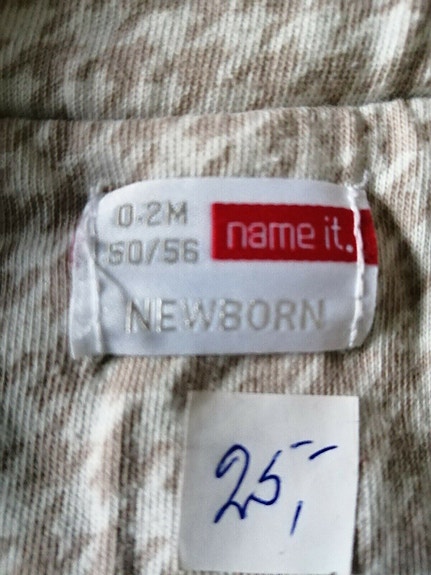 0-2M
50/56
name it.
NEWBORN
25,-